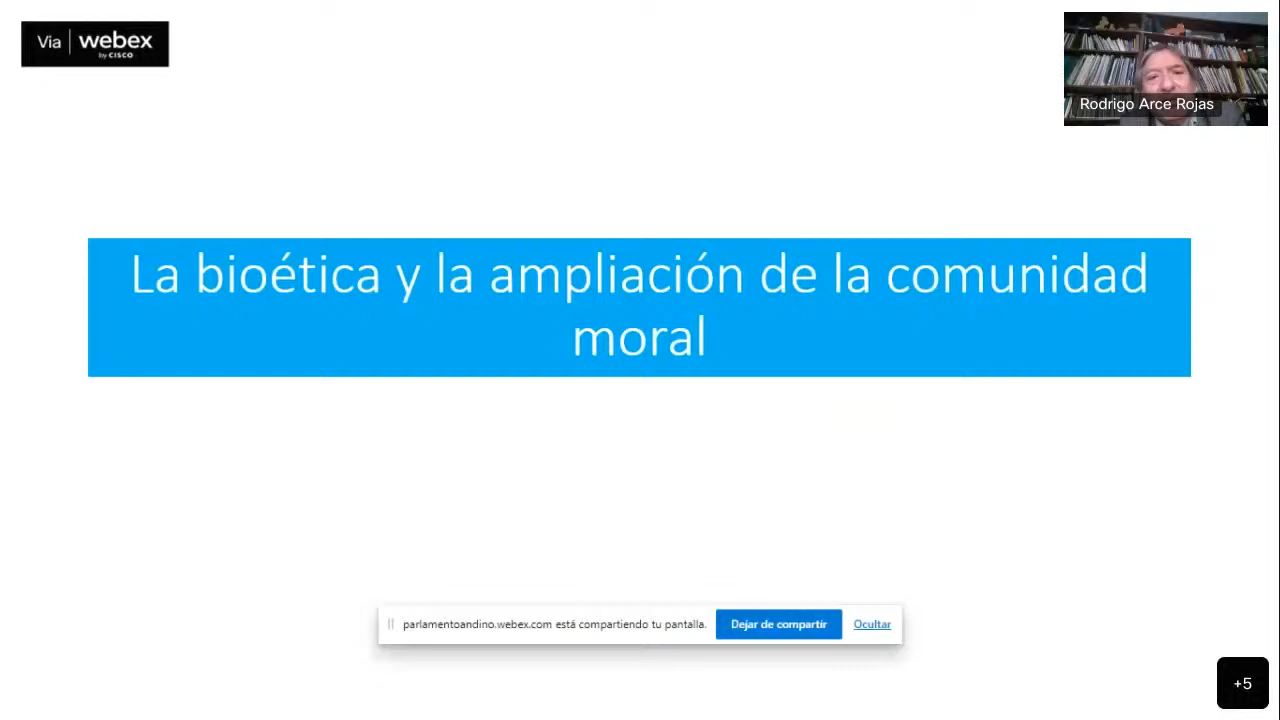 Via webex
by CISCO
Rodrigo Arce Rojas
La bioética y la ampliación de la comunidad
moral
parlamentoandino.webex.com está compartiendo tu pantalla. Dejar de compartir Ocultar
+5